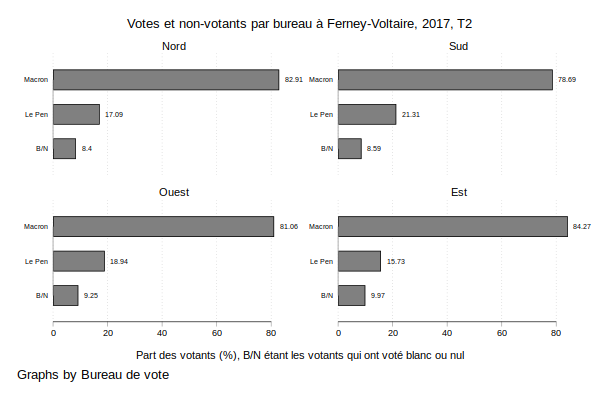 Votes et non-votants par bureau à Ferney-Voltaire, 2017, T2
Nord
Macron 82.91
Le Pen 17.09
B/N 8.4
Sud
Macron 78.69
Le Pen 21.31
B/N 8.59
Ouest
Macron 81.06
Le Pen 18.94
B/N 9.25
0 20 40 60 80
Est
Macron 84.27
Le Pen 15.73
B/N 9.97
0 20 40 60 80
Part des votants (%), B/N étant les votants qui ont voté blanc ou nul
Graphs by Bureau de vote